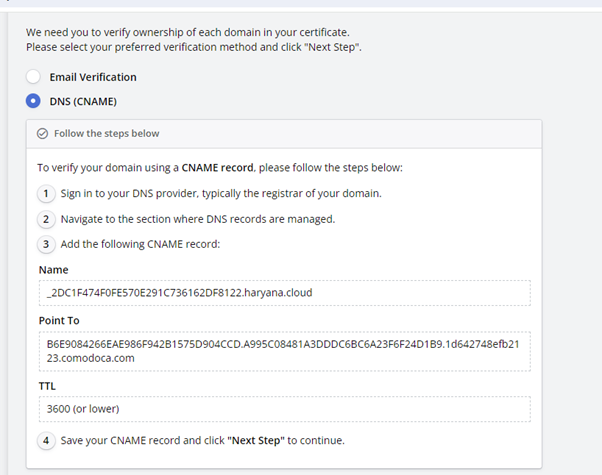 We need you to verify ownership of each domain in your certificate.
Please select your preferred verification method and click "Next Step".
Email Verification
DNS (CNAME)
Follow the steps below
To verify your domain using a CNAME record, please follow the steps below:
1 Sign in to your DNS provider, typically the registrar of your domain.
2 Navigate to the section where DNS records are managed.
3 Add the following CNAME record:
Name
_2DC1F474F0FE570E291C736162DF8122.haryana.cloud
Point To
B6E9084266EAE986F942B1575D904CCD.A995C08481A3DDDC6BC6A23F6F24D1B9.1d642748efb21
23.comodoca.com
TTL
3600 (or lower)
4 Save your CNAME record and click "Next Step" to continue.